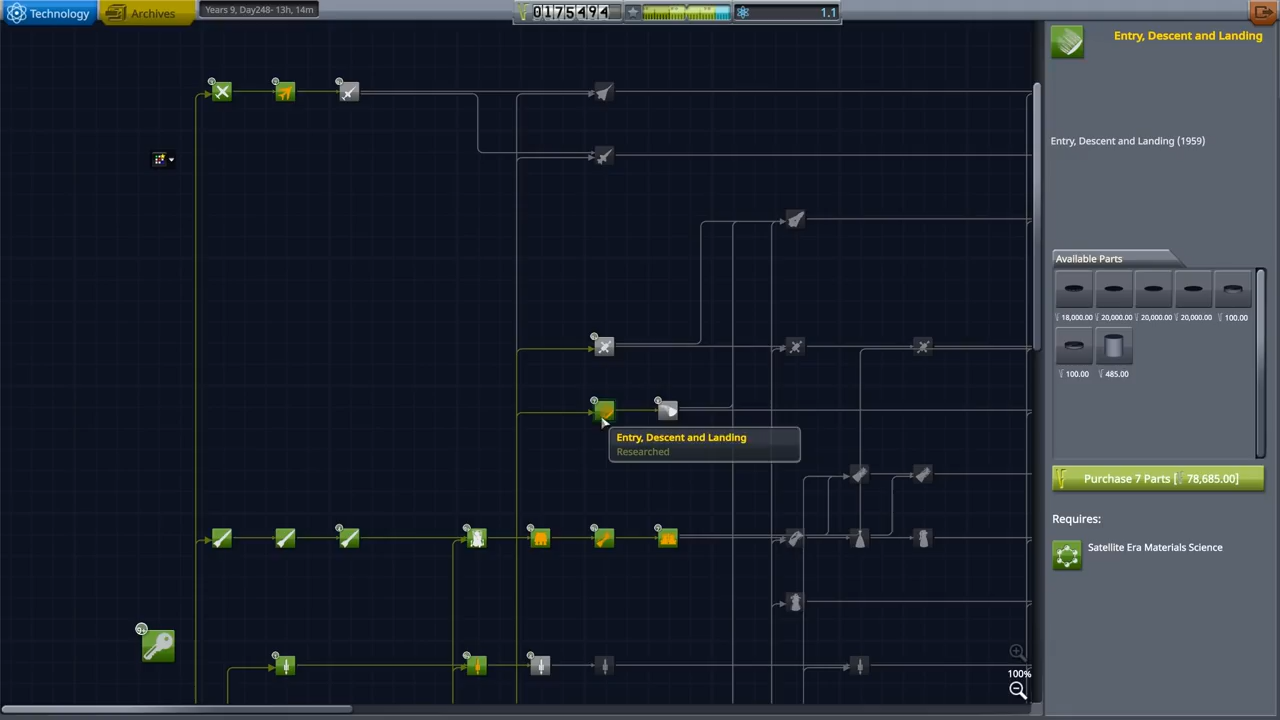 Technology
Archives
Years 9, Day248- 13h, 14m
0175494
1.1
Entry, Descent and Landing
Entry, Descent and Landing (1959)
Available Parts
18,000.00
20,000.00
20,000.00
20,000.00
100.00
100.00
485.00
Entry, Descent and Landing
Researched
Purchase 7 Parts [ 78,685.00]
Requires:
Satellite Era Materials Science
100%